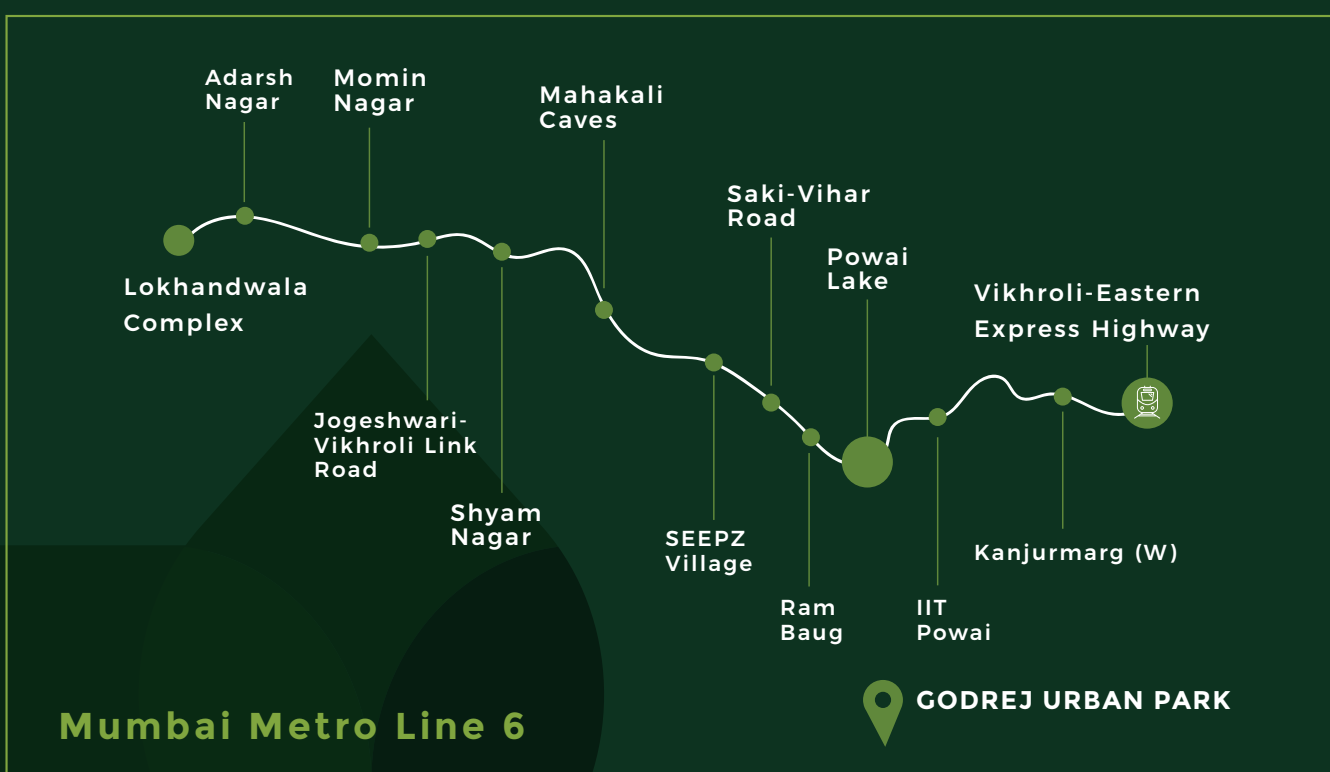 Adarsh
Nagar
Momin
Nagar
Mahakali
Caves
Saki-Vihar
Road
Powai
Lake
Lokhandwala
Complex
Vikhroli-Eastern
Express Highway
Jogeshwari-
Vikhroli Link
Road
Shyam
Nagar
SEEPZ
Village
Kanjurmarg (W)
Ram
Baug
IIT
Powai
GODREJ URBAN PARK
Mumbai Metro Line 6